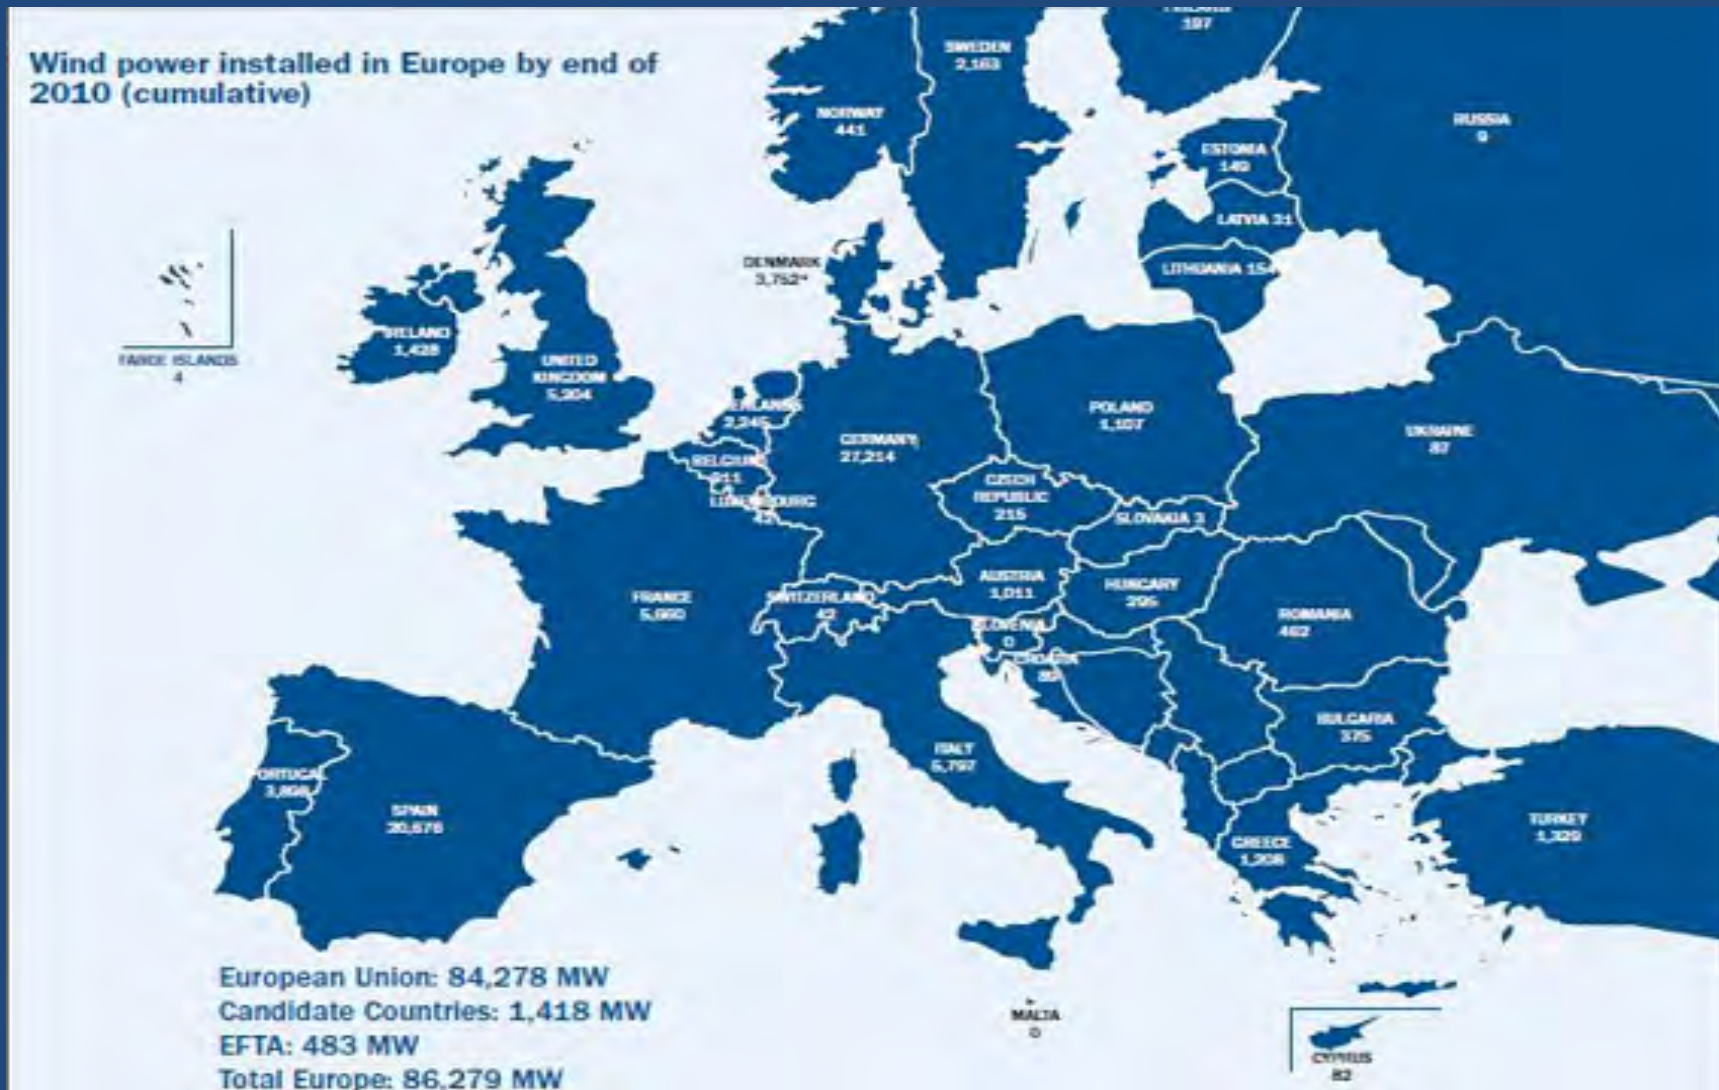 Wind power installed in Europe by end of
2010 (cumulative)
197
SWEDEN
2,163
NORWAY
441
RUSSIA
9
ESTONIA
149
LATVIA 31
LITHUANIA 154
DENMARK
3,752*
FAROE ISLANDS
4
IRELAND
1,428
UNITED
KINGDOM
5,204
2,245
BELGIUM
911
LUXEMBOURG
42
GERMANY
27,214
POLAND
1,107
UKRAINE
87
CZECH
REPUBLIC
215
SLOVAKIA 3
AUSTRIA
1,011
HUNGARY
295
ROMANIA
462
FRANCE
5,660
SWITZERLAND
42
SLOVENIA
0
CROATIA
89
BULGARIA
375
ITALY
5,797
PORTUGAL
3,898
SPAIN
20,676
GREECE
1,208
TURKEY
1,329
European Union: 84,278 MW
Candidate Countries: 1,418 MW
EFTA: 483 MW
Total Europe: 86,279 MW
MALTA
0
CYPRUS
82